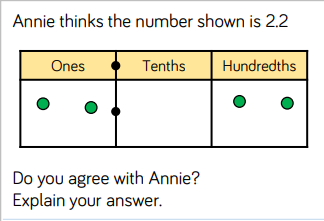 Annie thinks the number shown is 2.2
Ones Tenths Hundredths
Do you agree with Annie?
Explain your answer.